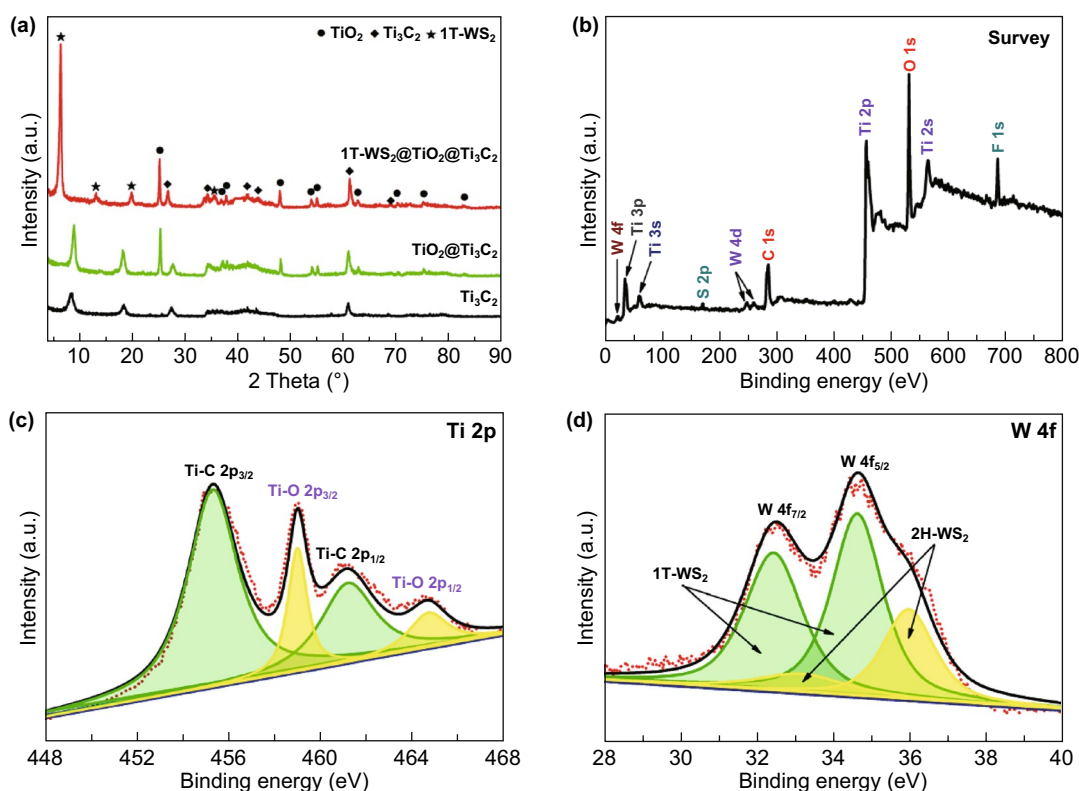 (a)
● TiO₂ ◆ Ti₃C₂ ★ 1T-WS₂
1T-WS₂@TiO₂@Ti₃C₂
TiO₂@Ti₃C₂
Ti₃C₂
Intensity (a.u.)
10 20 30 40 50 60 70 80 90
2 Theta (°)
(b)
Survey
W 4f
Ti 3p
Ti 3s
S 2p
W 4d
C 1s
Ti 2p
O 1s
Ti 2s
F 1s
Intensity (a.u.)
0 100 200 300 400 500 600 700 800
Binding energy (eV)
(c)
Ti 2p
Ti-C 2p₃/₂
Ti-O 2p₃/₂
Ti-C 2p₁/₂
Ti-O 2p₁/₂
Intensity (a.u.)
448 452 456 460 464 468
Binding energy (eV)
(d)
W 4f
W 4f₅/₂
W 4f₇/₂
2H-WS₂
1T-WS₂
Intensity (a.u.)
28 30 32 34 36 38 40
Binding energy (eV)